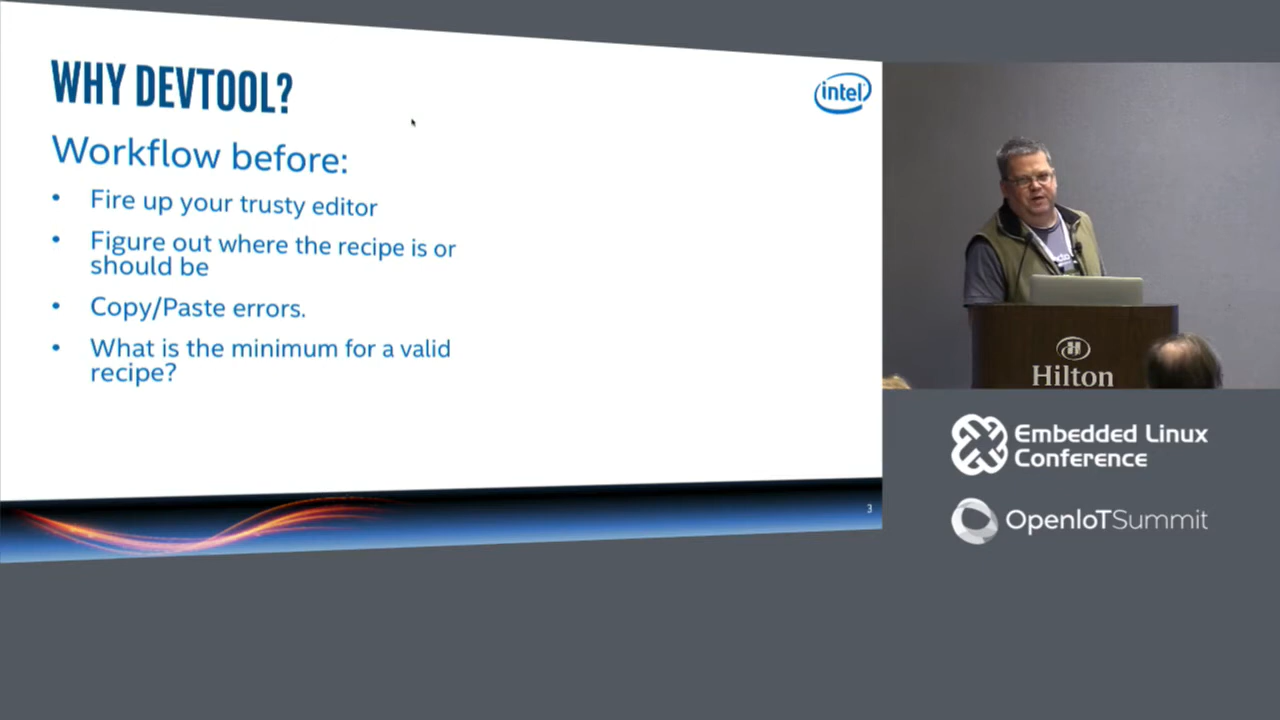 WHY DEVTOOL?
intel
Workflow before:
• Fire up your trusty editor
• Figure out where the recipe is or
should be
• Copy/Paste errors.
• What is the minimum for a valid
recipe?
3
Hilton
Embedded Linux
Conference
OpenIoTSummit